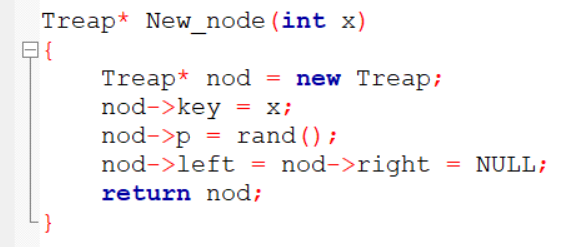 Treap* New_node(int x)
{
    Treap* nod = new Treap;
    nod->key = x;
    nod->p = rand();
    nod->left = nod->right = NULL;
    return nod;
}